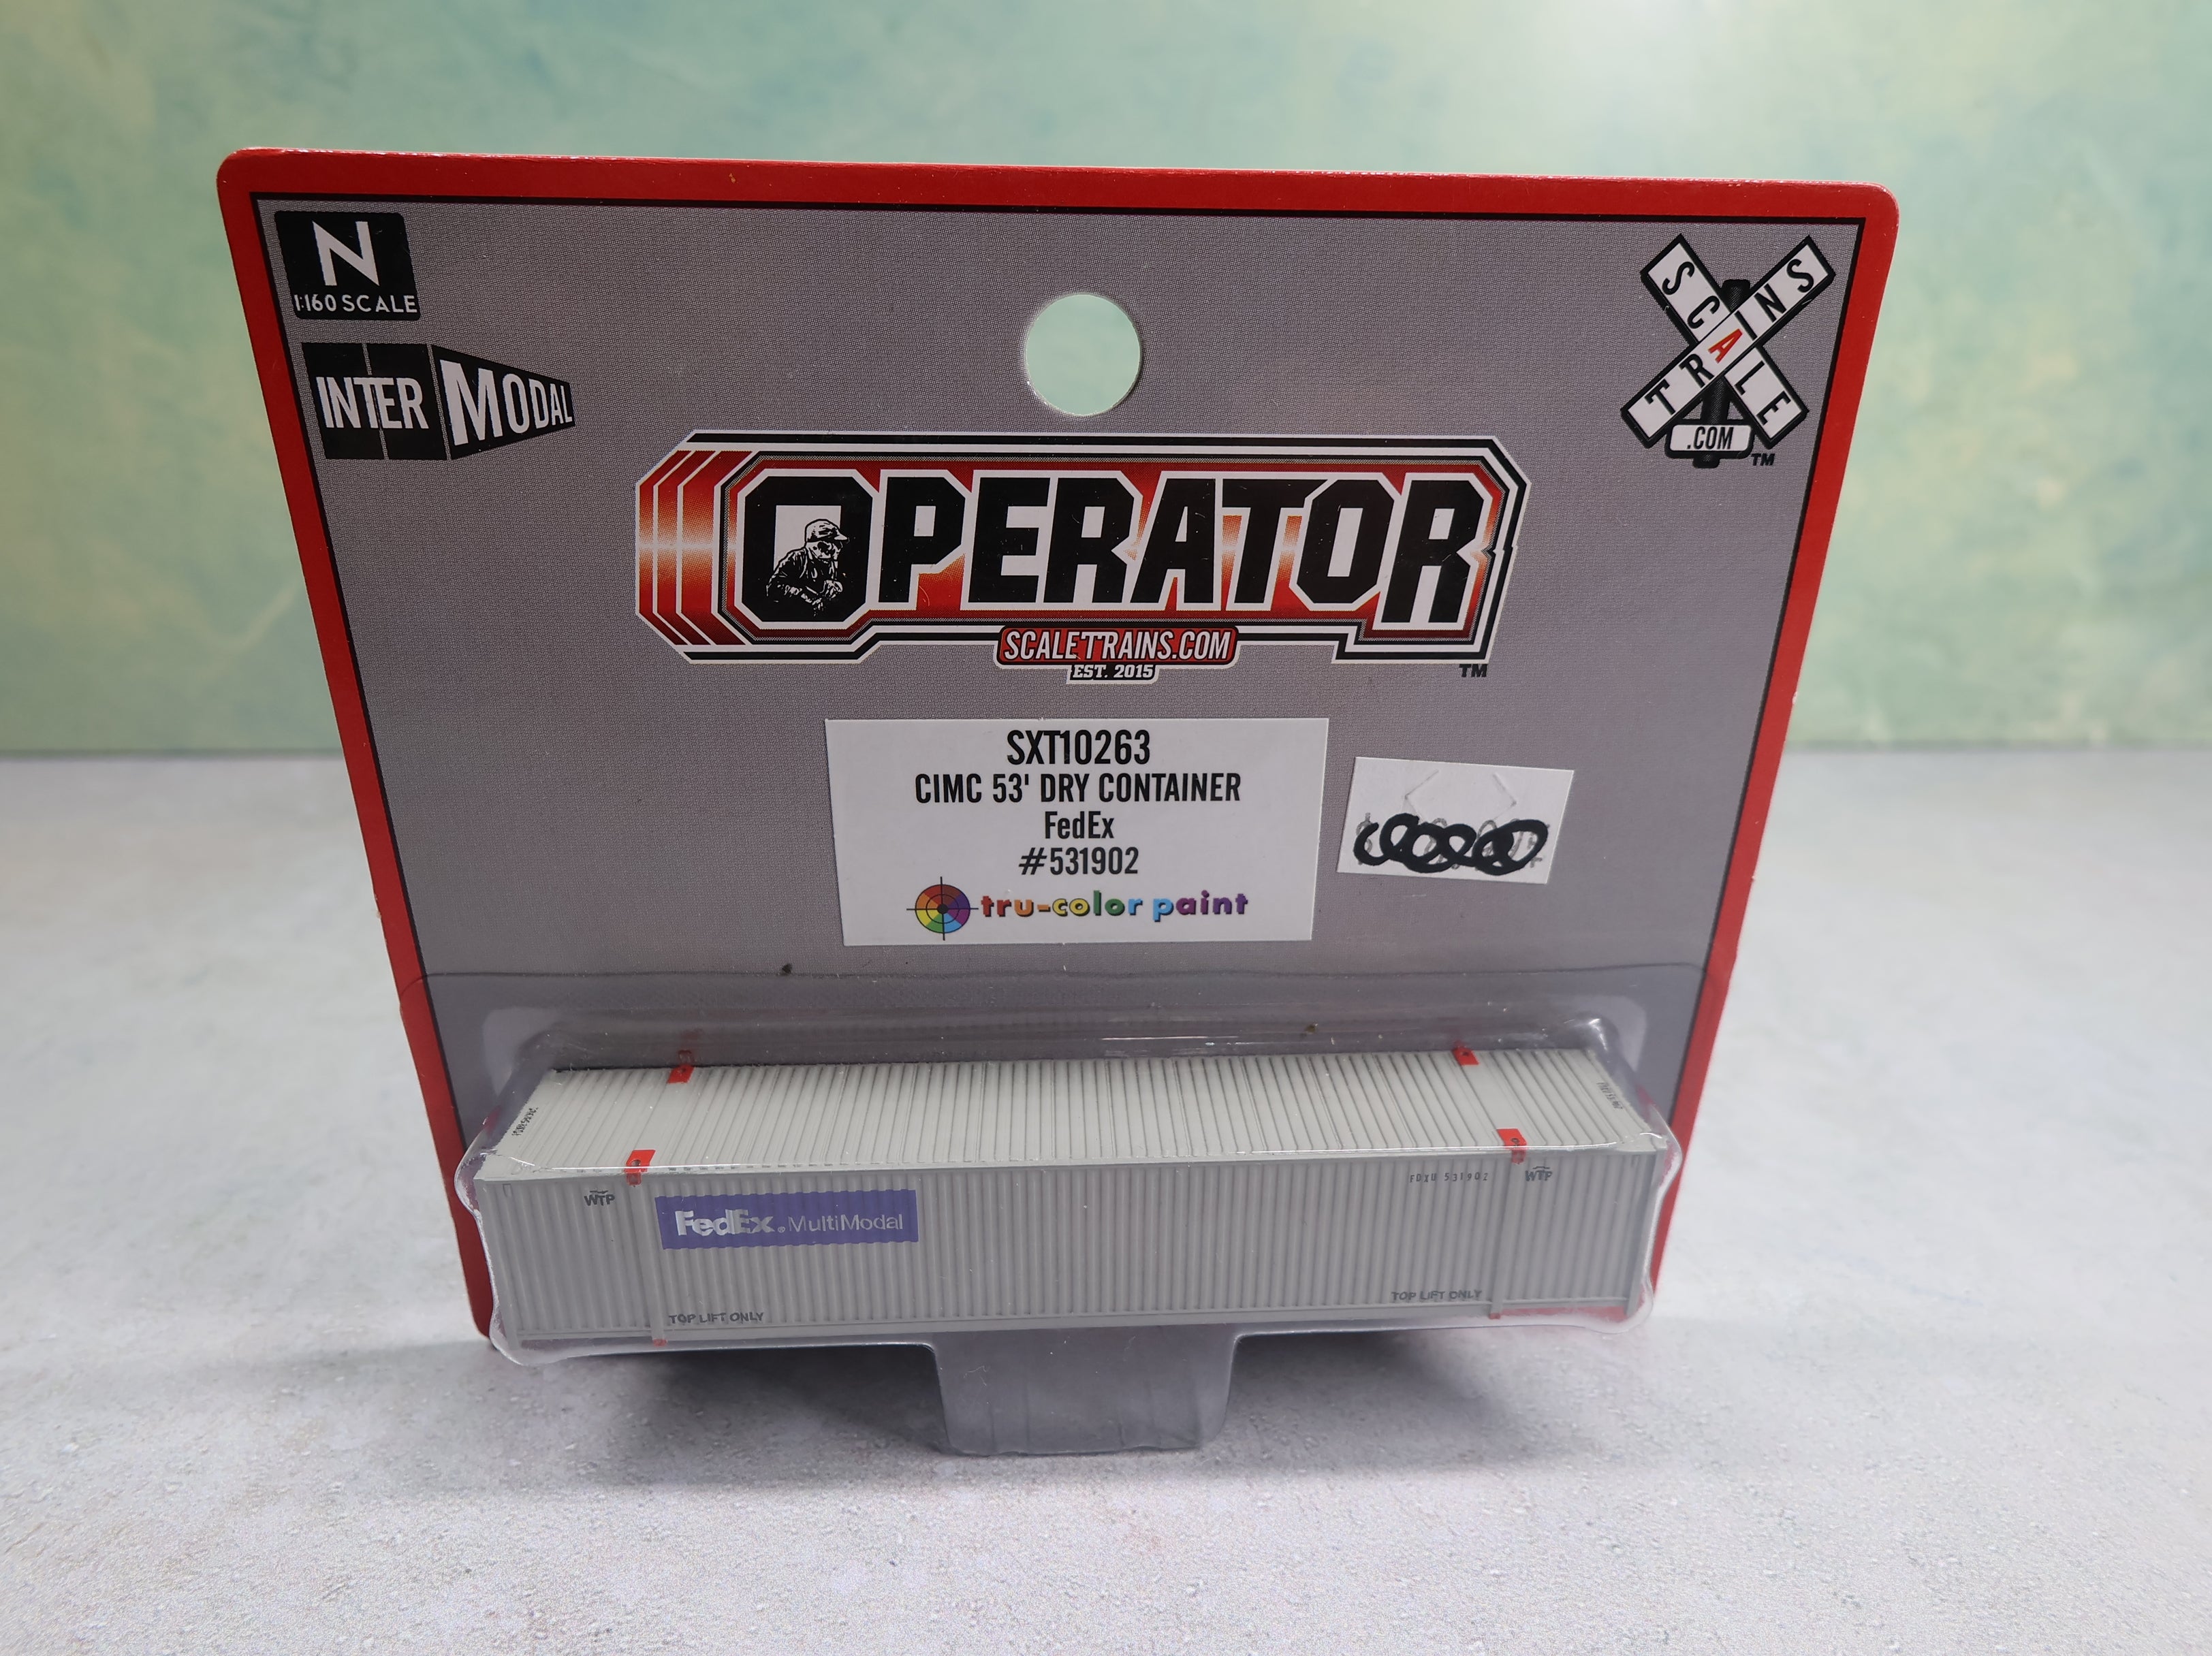 N
1:160 SCALE
INTER MODAL
SCALE
TRAINS
.COM
TM
OPERATOR
SCALETRAINS.COM
EST. 2015
TM
SXT10263
CIMC 53' DRY CONTAINER
FedEx
#531902
tru-color paint
WTP
FedEx. MultiModal
FDXU 531902
WTP
TOP LIFT ONLY
TOP LIFT ONLY